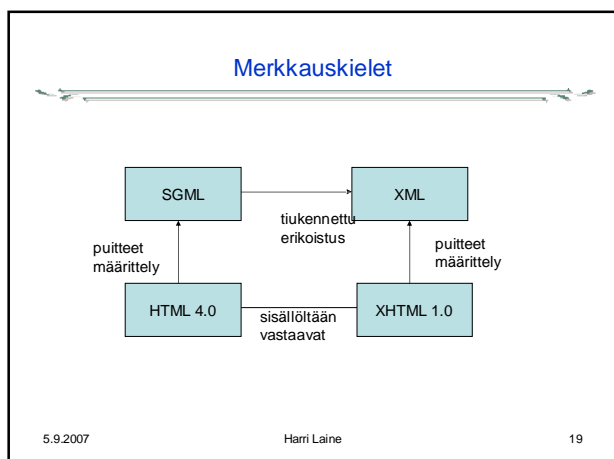 Merkkauskielet
SGML
XML
tiukennettu
erikoistus
puitteet
määrittely
puitteet
määrittely
HTML 4.0
sisällöltään
vastaavat
XHTML 1.0
5.9.2007
Harri Laine
19